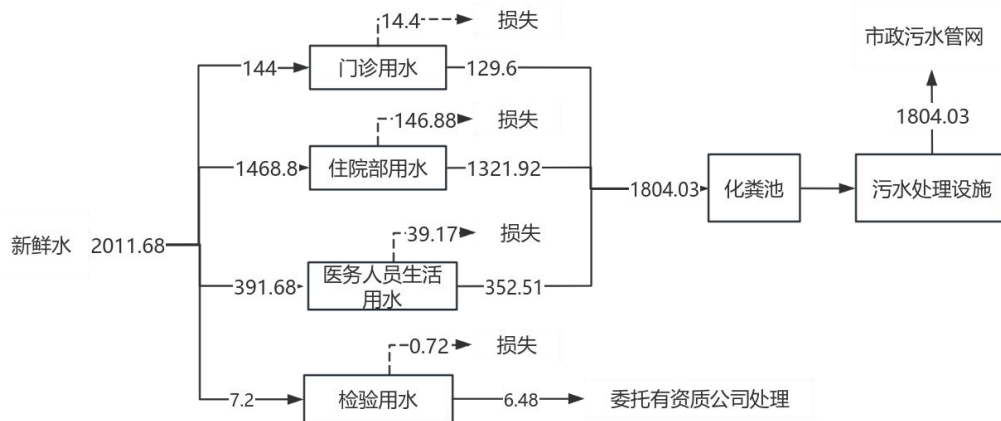 14.4
损失
市政污水管网
144
门诊用水
129.6
146.88
损失
1804.03
1468.8
住院部用水
1321.92
1804.03
化粪池
污水处理设施
新鲜水
2011.68
39.17
损失
391.68
医务人员生活
用水
352.51
0.72
损失
7.2
检验用水
6.48
委托有资质公司处理